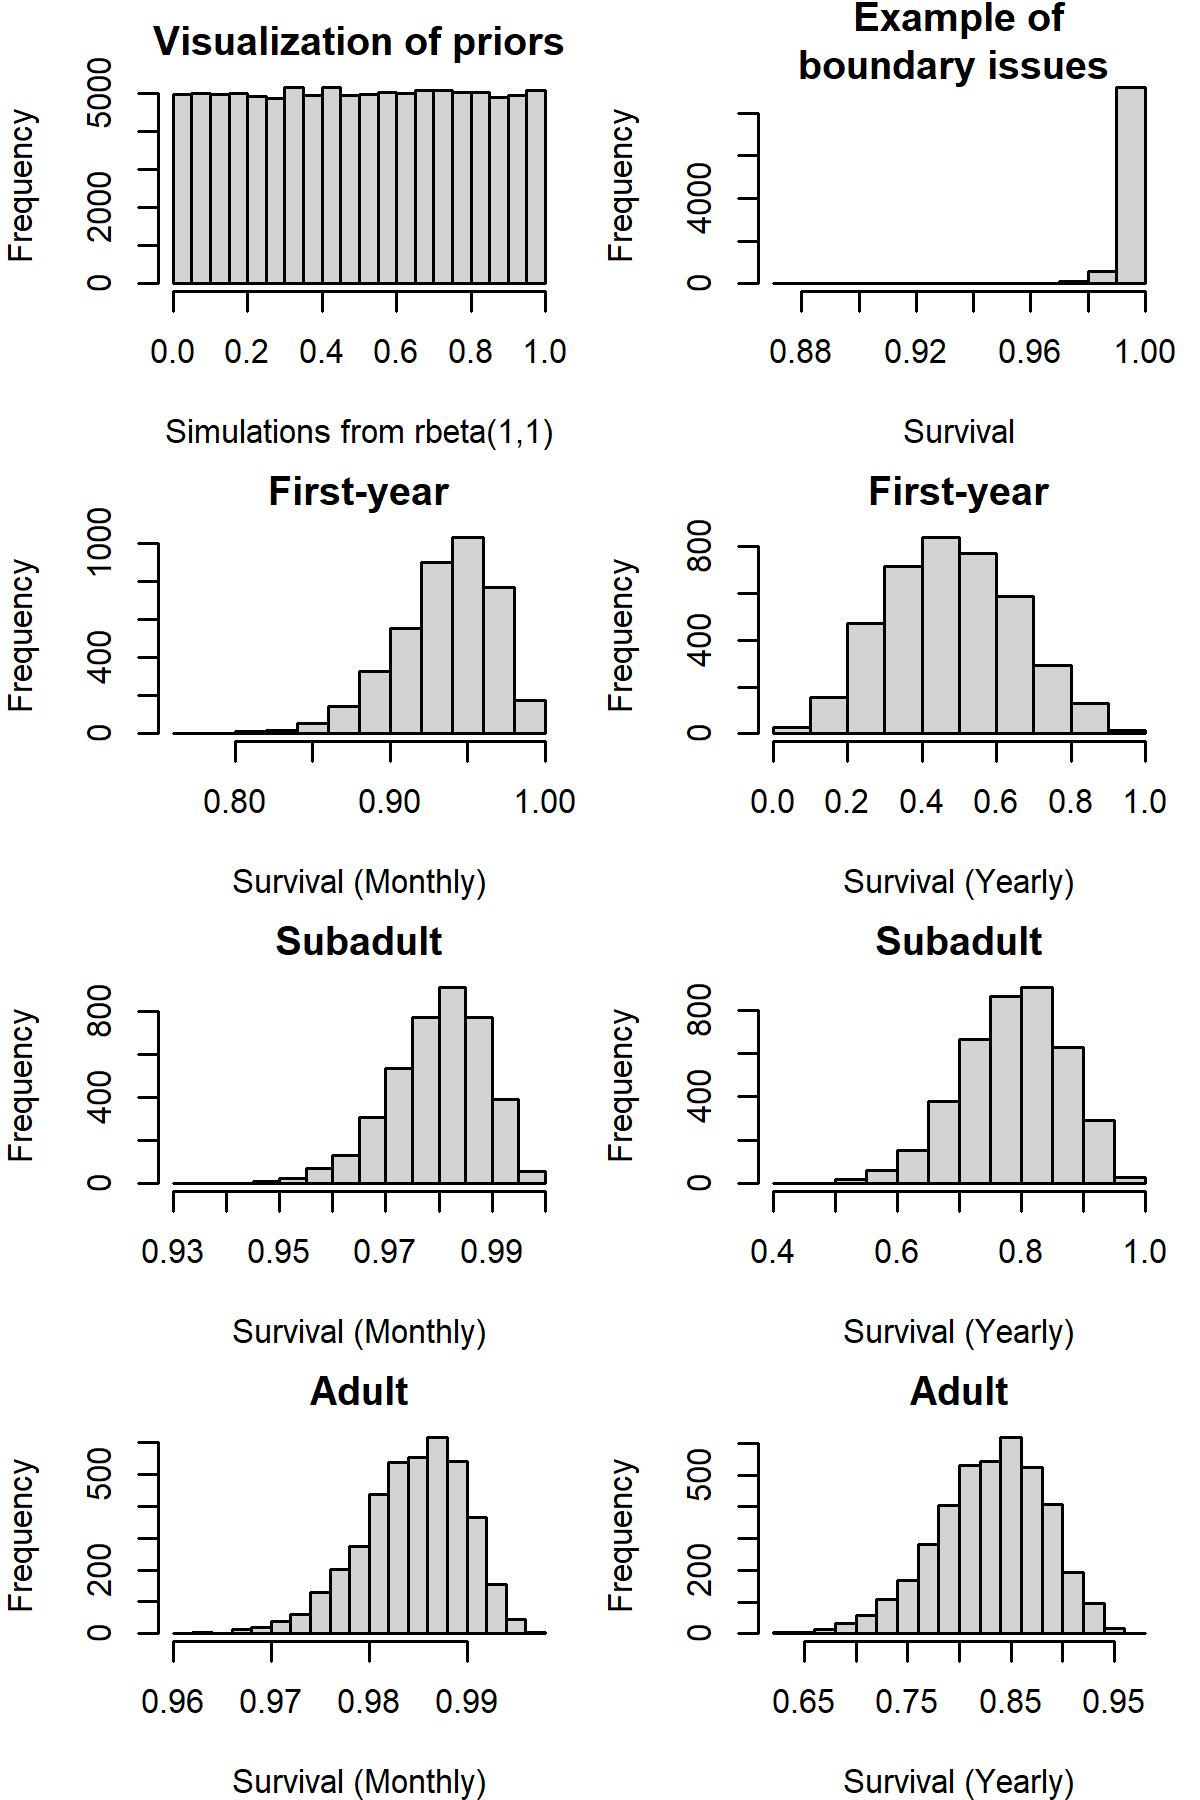 Visualization of priors
Frequency
0 2000 5000
0.0 0.2 0.4 0.6 0.8 1.0
Simulations from rbeta(1,1)
Example of
boundary issues
Frequency
0 4000
0.88 0.92 0.96 1.00
Survival
First-year
Frequency
0 400 1000
0.80 0.90 1.00
Survival (Monthly)
First-year
Frequency
0 400 800
0.0 0.2 0.4 0.6 0.8 1.0
Survival (Yearly)
Subadult
Frequency
0 400 800
0.93 0.95 0.97 0.99
Survival (Monthly)
Subadult
Frequency
0 400 800
0.4 0.6 0.8 1.0
Survival (Yearly)
Adult
Frequency
0 200 500
0.96 0.97 0.98 0.99
Survival (Monthly)
Adult
Frequency
0 200 500
0.65 0.75 0.85 0.95
Survival (Yearly)